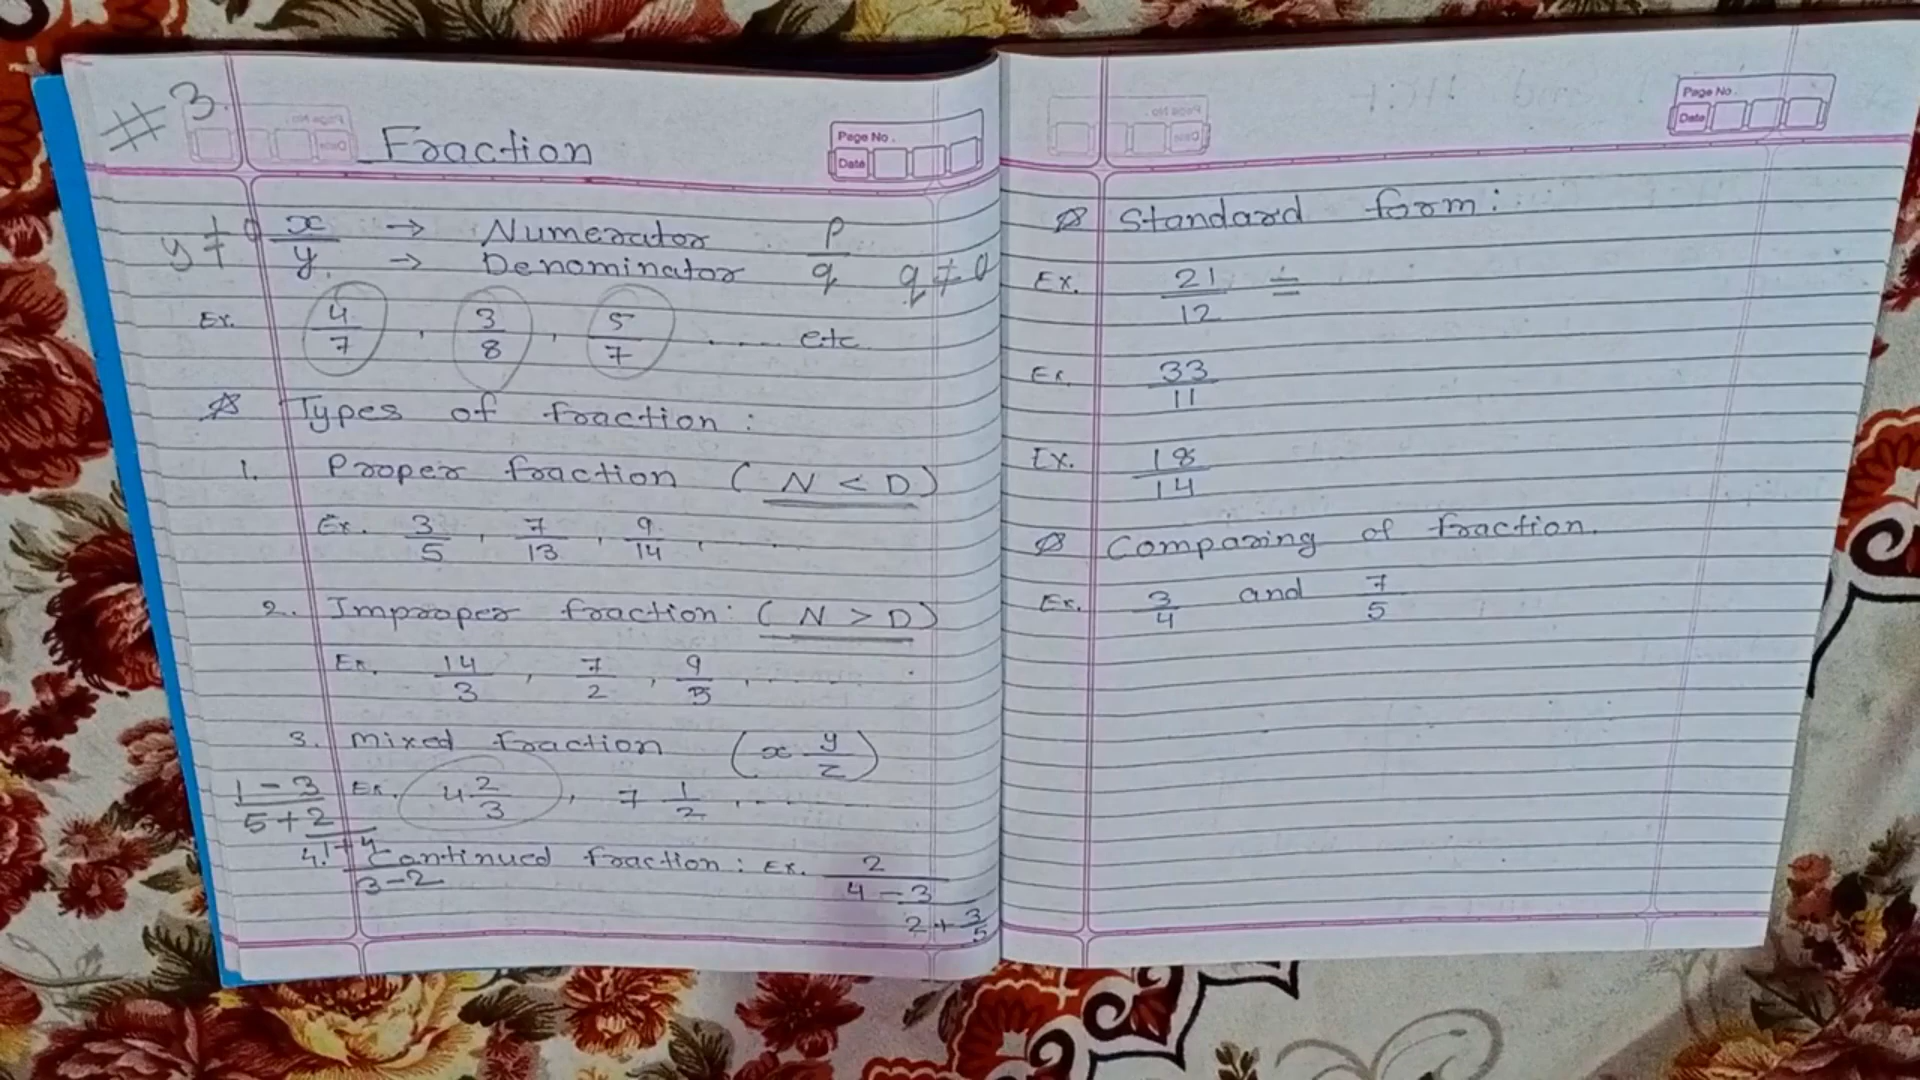 #3.
Fraction
Page No.
Date
y ≠ 0 x/y → Numerator p/q
→ Denominator q ≠ 0
Ex. 4/7 , 3/8 , 5/7 ..... etc
Types of fraction :
1. Proper fraction ( N < D )
Ex. 3/5 , 7/13 , 9/14 , .....
2. Improper fraction : ( N > D )
Ex. 14/3 , 7/2 , 9/5 , .....
3. Mixed fraction ( x y/z )
Ex. 4 2/3 , 7 1/2 , .....
1 - 3
5 + 2
1 + 4
3 - 2
4. Continued fraction : Ex. 2
4 - 3
2 + 3/5
Page No.
Date
Standard form :
Ex. 21/12 =
Ex. 33/11
Ex. 18/14
Comparing of fraction.
Ex. 3/4 and 7/5